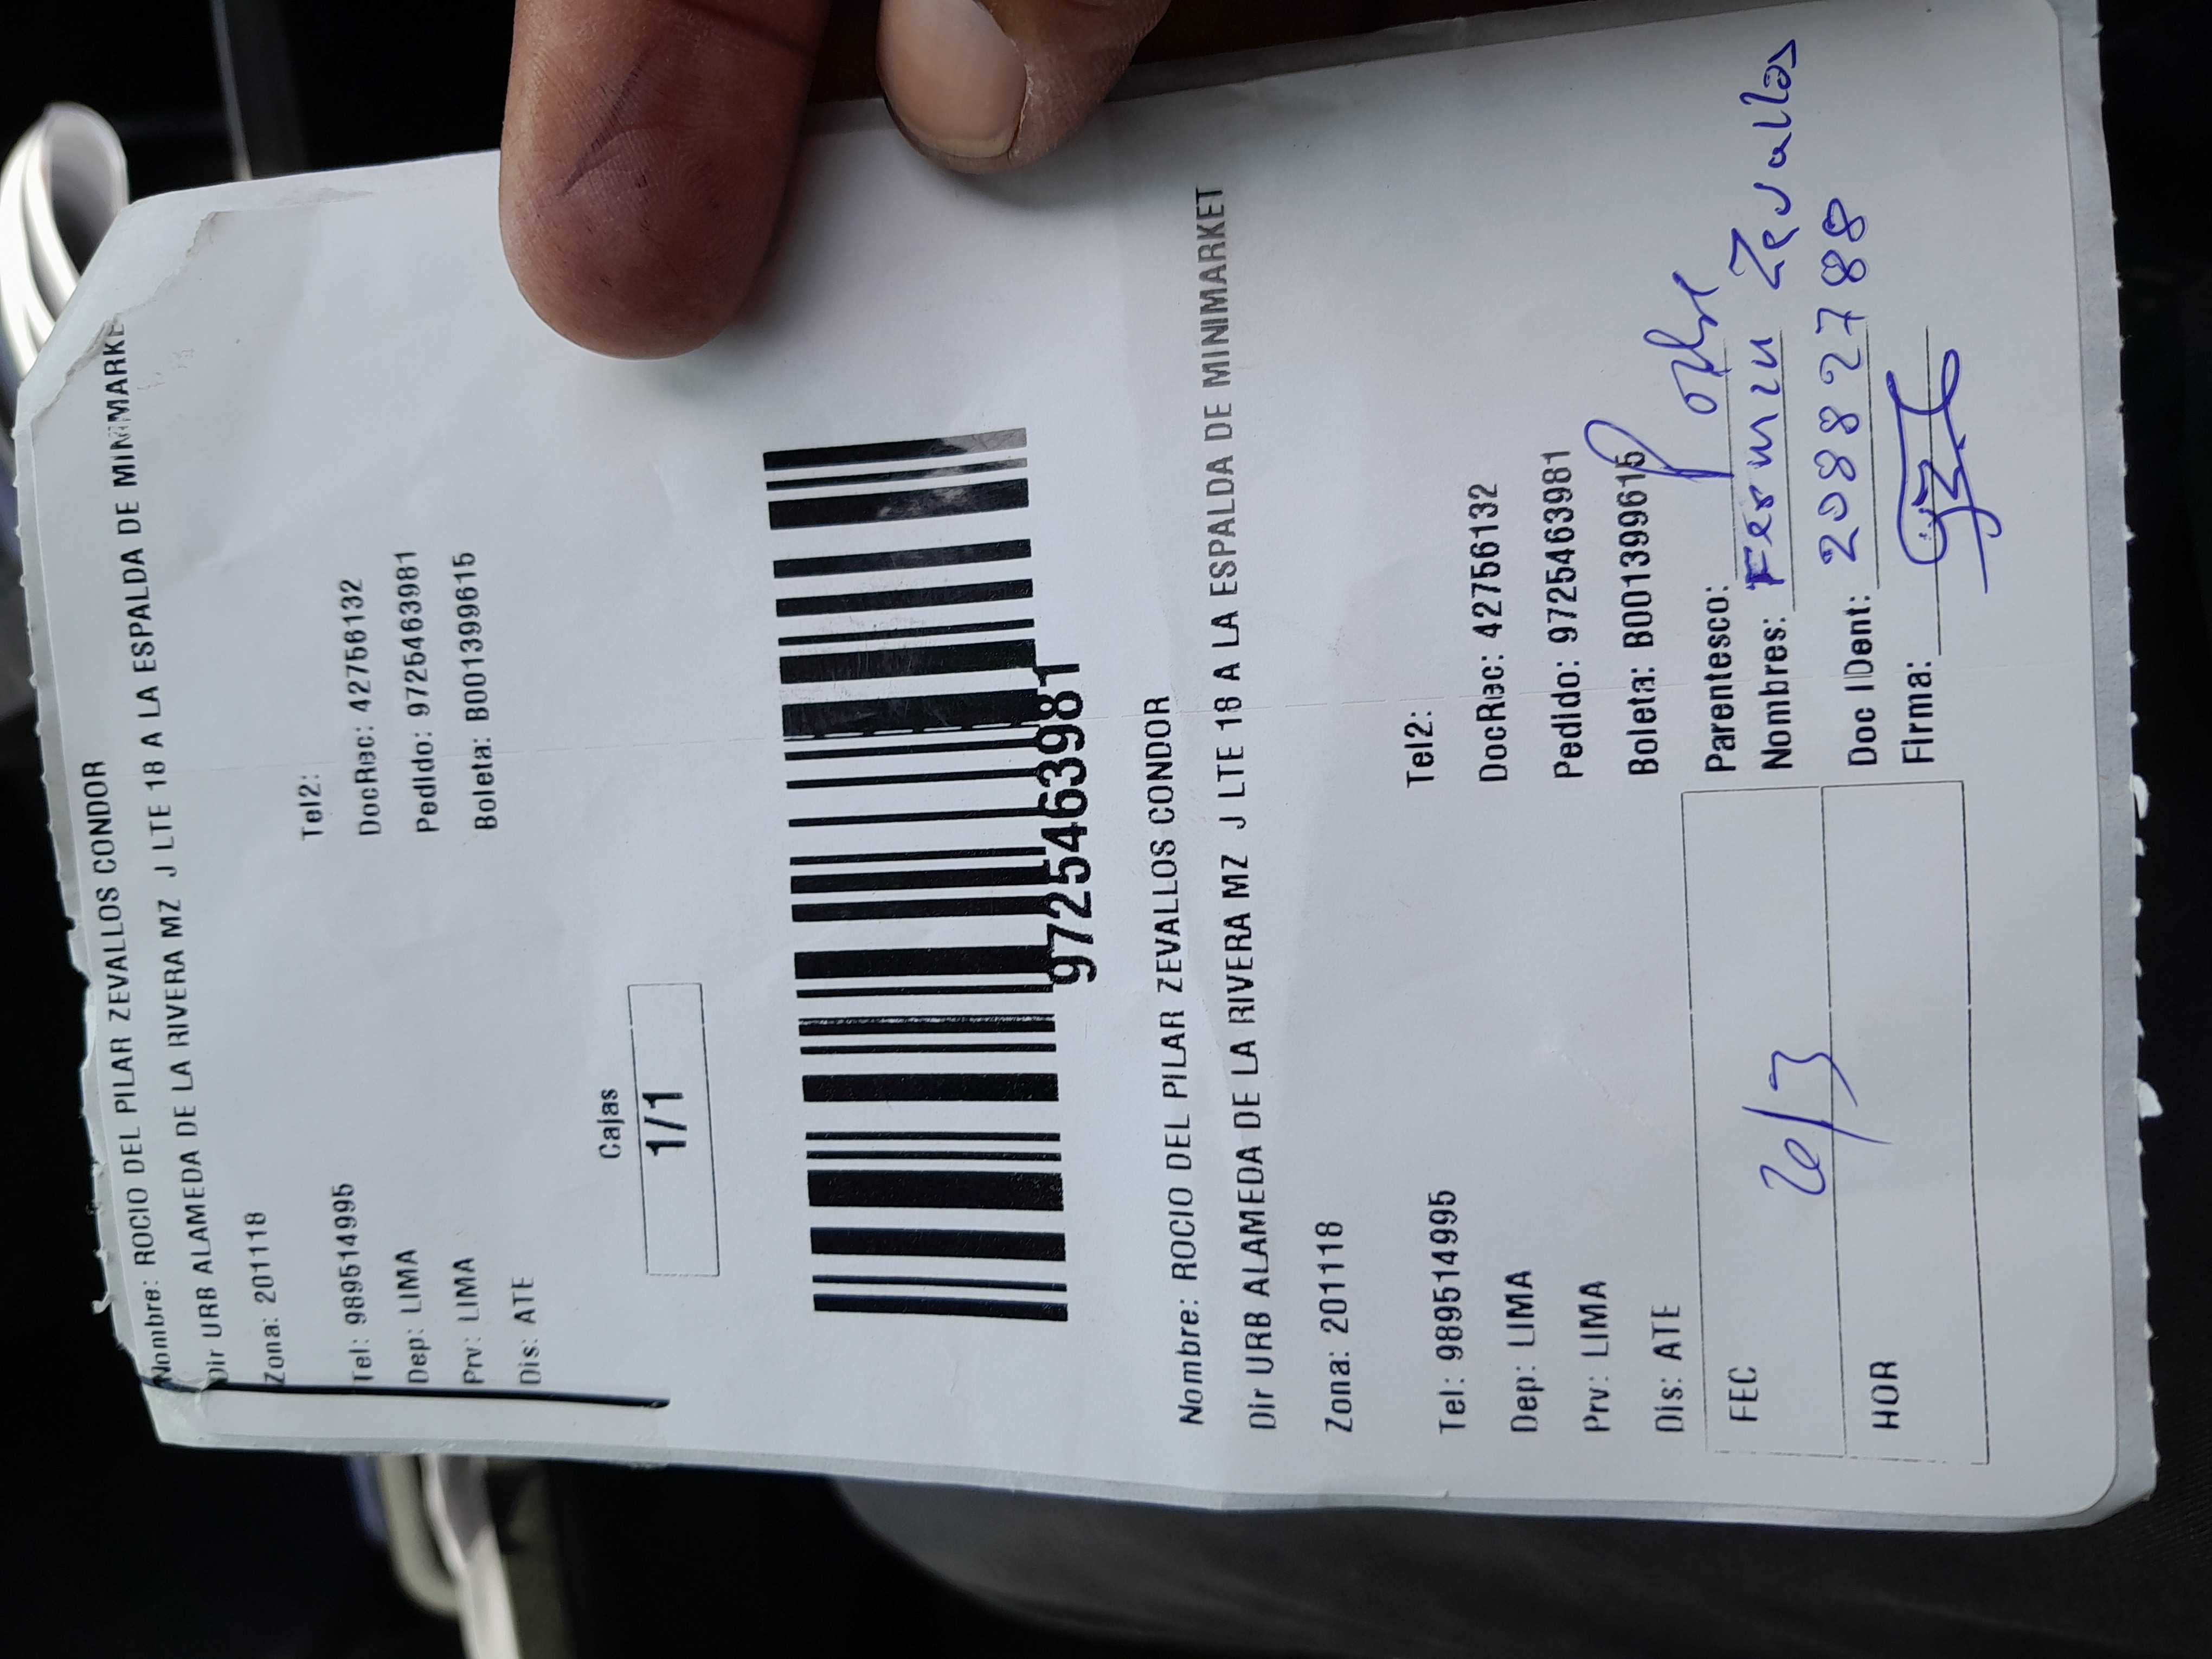 Nombre: ROCIO DEL PILAR ZEVALLOS CONDOR
Dir URB ALAMEDA DE LA RIVERA MZ J LTE 18 A LA ESPALDA DE MINIMARKE
Zona: 201118
Tel: 989514995 Tel2:
Dep: LIMA DocRec: 42756132
Prv: LIMA Pedido: 9725463981
Dis: ATE Boleta: B001399615
Cajas
1/1
9725463981
Nombre: ROCIO DEL PILAR ZEVALLOS CONDOR
Dir URB ALAMEDA DE LA RIVERA MZ J LTE 18 A LA ESPALDA DE MINIMARKET
Zona: 201118
Tel: 989514995 Tel2:
Dep: LIMA DocRec: 42756132
Prv: LIMA Pedido: 9725463981
Dis: ATE Boleta: B001399615
FEC Parentesco: Padre
Nombres: Fermin Zevallos
HOR Doc IDent: 20882788
Firma: